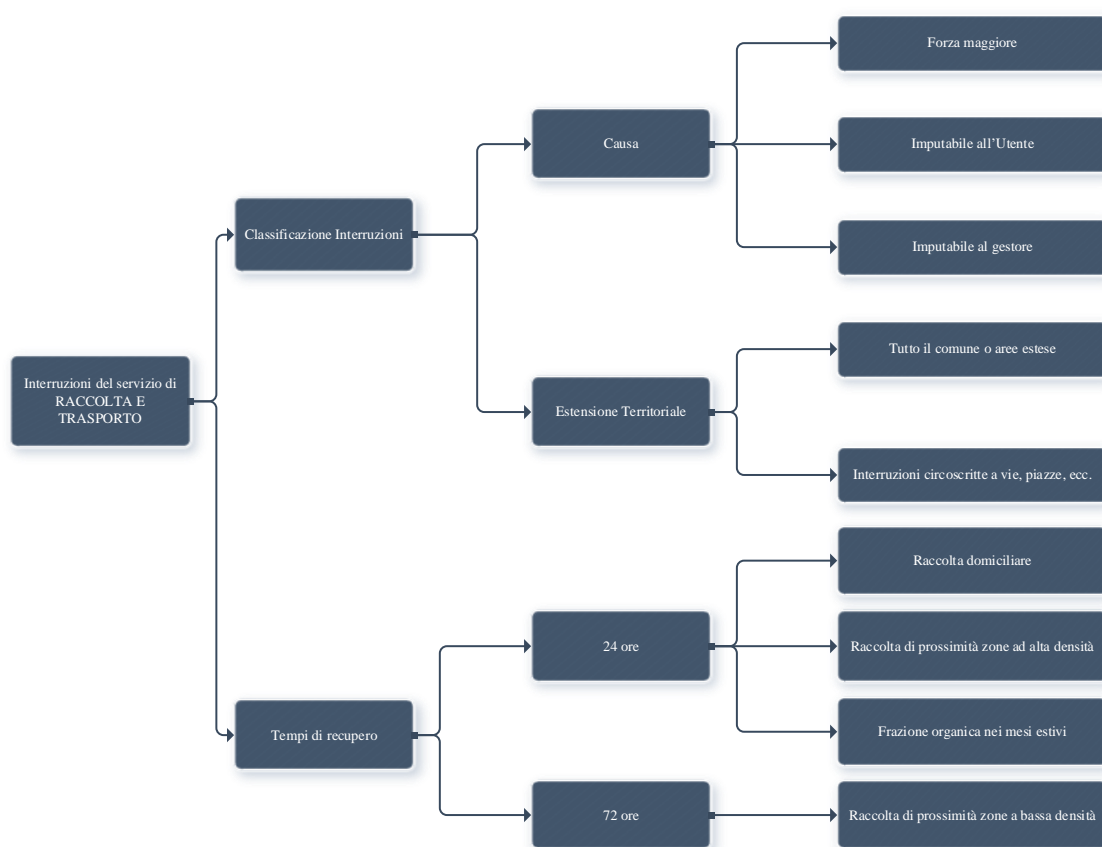 Forza maggiore
Causa
Imputabile all'Utente
Classificazione Interruzioni
Imputabile al gestore
Tutto il comune o aree estese
Interruzioni del servizio di
RACCOLTA E
TRASPORTO
Estensione Territoriale
Interruzioni circoscritte a vie, piazze, ecc.
Raccolta domiciliare
24 ore
Raccolta di prossimità zone ad alta densità
Tempi di recupero
Frazione organica nei mesi estivi
72 ore
Raccolta di prossimità zone a bassa densità